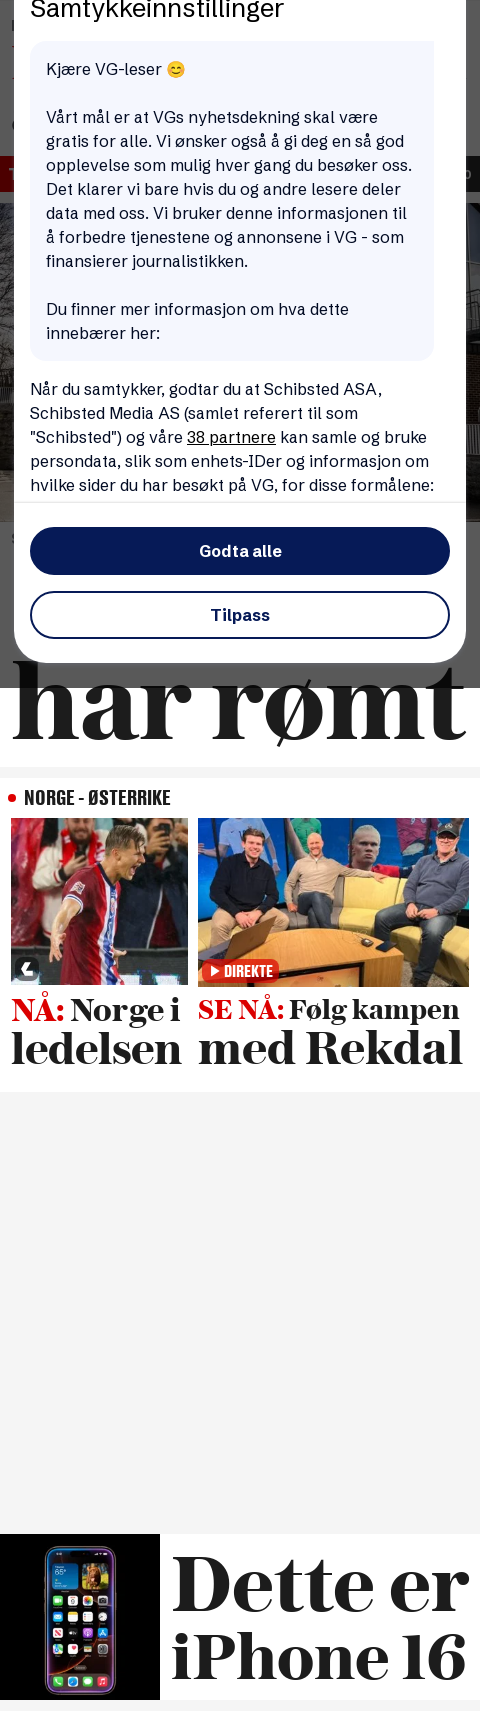 Samtykkeinnstillinger
Kjære VG-leser 😊
Vårt mål er at VGs nyhetsdekning skal være
gratis for alle. Vi ønsker også å gi deg en så god
opplevelse som mulig hver gang du besøker oss.
Det klarer vi bare hvis du og andre lesere deler
data med oss. Vi bruker denne informasjonen til
å forbedre tjenestene og annonsene i VG - som
finansierer journalistikken.
Du finner mer informasjon om hva dette
innebærer her:
Når du samtykker, godtar du at Schibsted ASA,
Schibsted Media AS (samlet referert til som
"Schibsted") og våre 38 partnere kan samle og bruke
persondata, slik som enhets-IDer og informasjon om
hvilke sider du har besøkt på VG, for disse formålene:
Godta alle
Tilpass
har rømt
NORGE - ØSTERRIKE
DIREKTE
NÅ: Norge i
ledelsen
SE NÅ: Følg kampen
med Rekdal
Dette er
iPhone 16